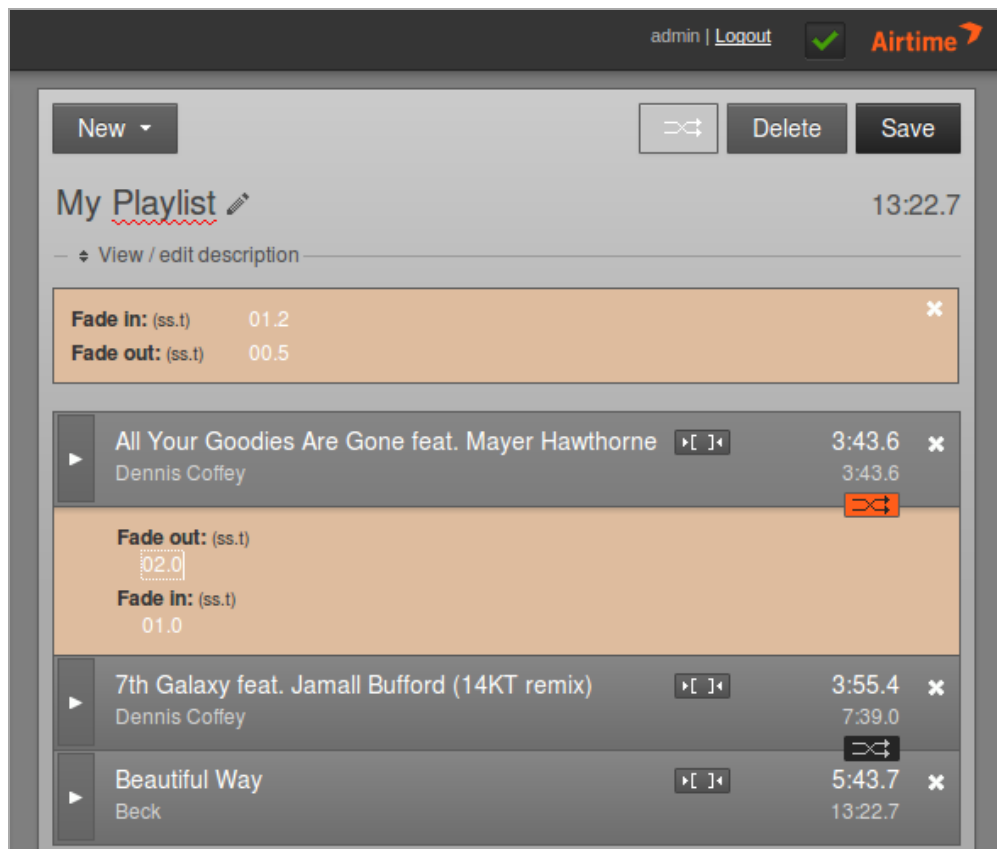 admin | Logout
Airtime
New
Delete
Save
My Playlist
13:22.7
View / edit description
Fade in: (ss.t) 01.2
Fade out: (ss.t) 00.5
All Your Goodies Are Gone feat. Mayer Hawthorne 3:43.6
Dennis Coffey 3:43.6
Fade out: (ss.t)
02.0
Fade in: (ss.t)
01.0
7th Galaxy feat. Jamall Bufford (14KT remix) 3:55.4
Dennis Coffey 7:39.0
Beautiful Way 5:43.7
Beck 13:22.7